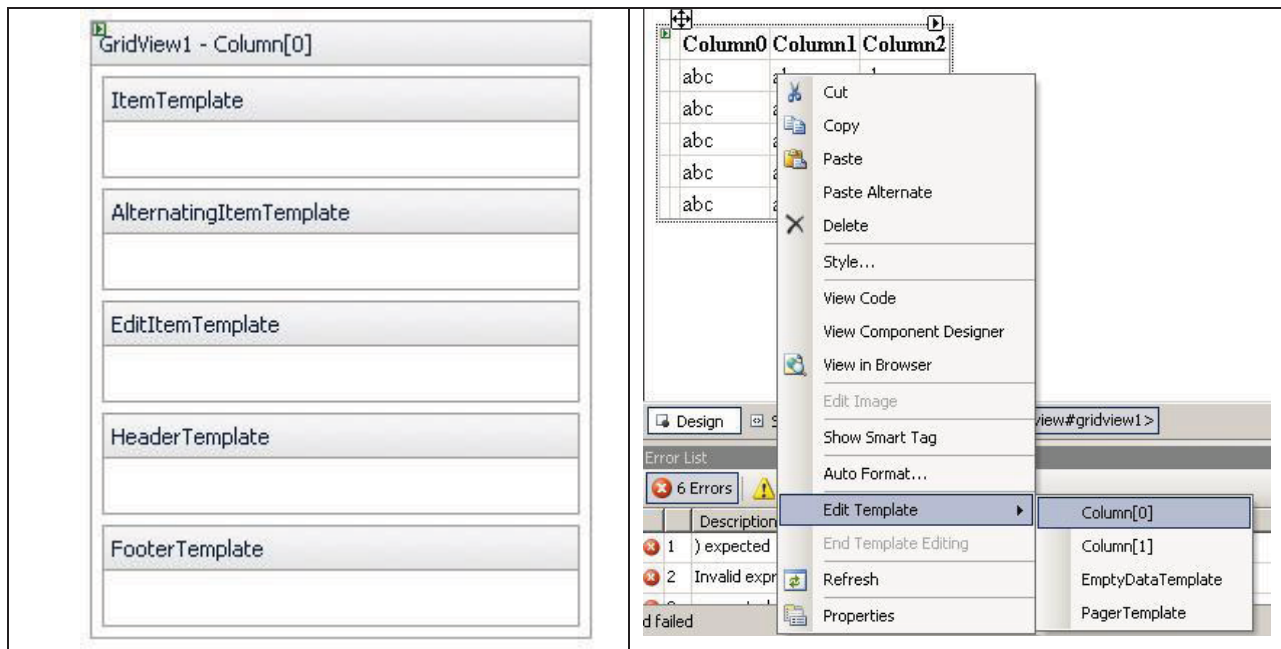 GridView1 - Column[0]
ItemTemplate
AlternatingItemTemplate
EditItemTemplate
HeaderTemplate
FooterTemplate
Column0 Column1 Column2
abc
abc
abc
abc
abc
Cut
Copy
Paste
Paste Alternate
Delete
Style...
View Code
View Component Designer
View in Browser
Edit Image
Show Smart Tag
Auto Format...
Edit Template
End Template Editing
Refresh
Properties
Column[0]
Column[1]
EmptyDataTemplate
PagerTemplate
Design
view#gridview1>
Error List
6 Errors
Description
1 ) expected
2 Invalid expr
d failed